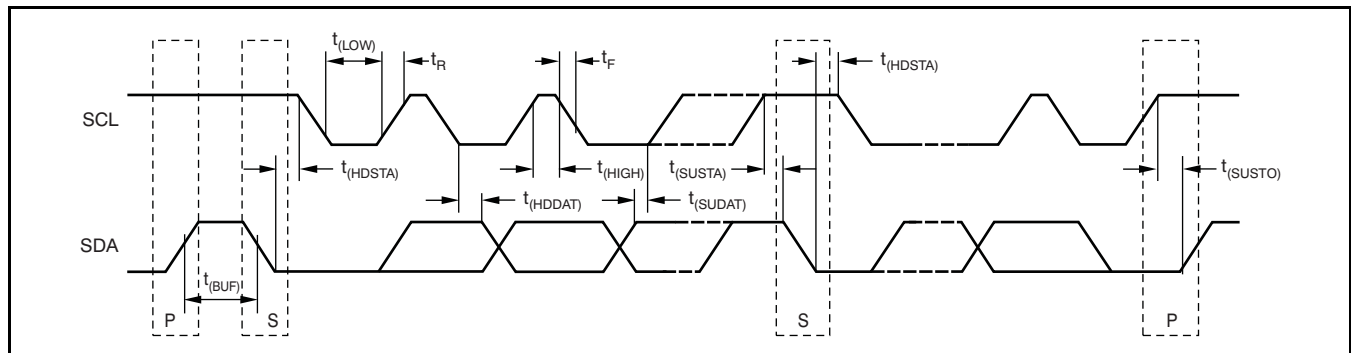 t(LOW)
tR
tF
t(HDSTA)
SCL
t(HDSTA)
t(HDDAT)
t(HIGH)
t(SUDAT)
t(SUSTA)
t(SUSTO)
SDA
t(BUF)
P
S
S
P